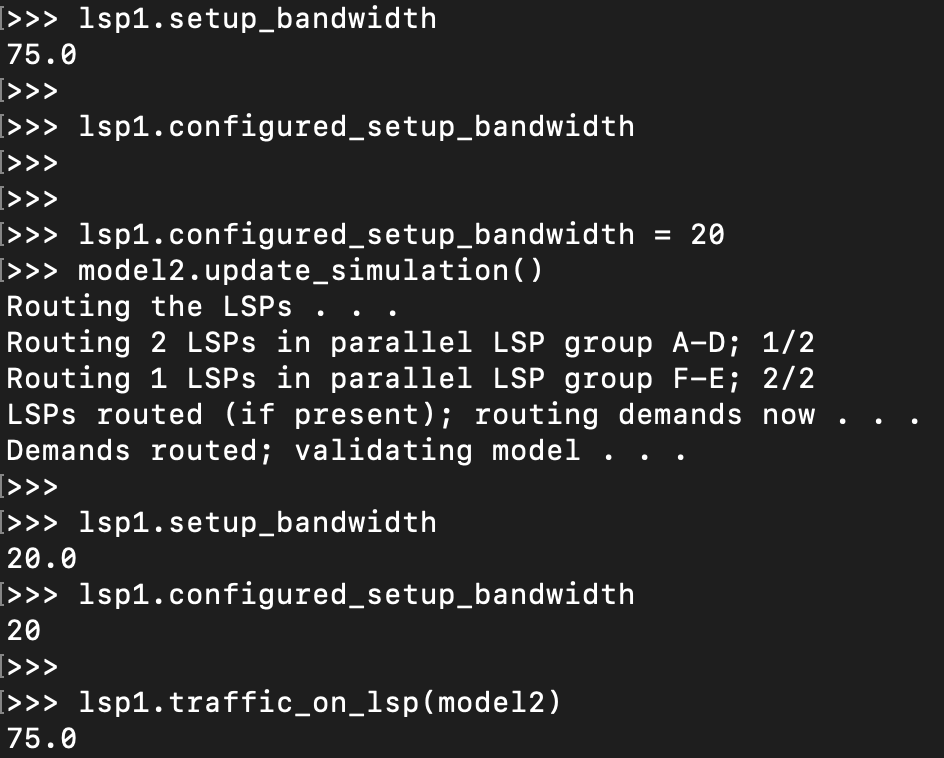 >>> lsp1.setup_bandwidth
75.0
>>>
>>> lsp1.configured_setup_bandwidth
>>>
>>>
>>> lsp1.configured_setup_bandwidth = 20
>>> model2.update_simulation()
Routing the LSPs . . .
Routing 2 LSPs in parallel LSP group A-D; 1/2
Routing 1 LSPs in parallel LSP group F-E; 2/2
LSPs routed (if present); routing demands now . . .
Demands routed; validating model . . .
>>>
>>> lsp1.setup_bandwidth
20.0
>>> lsp1.configured_setup_bandwidth
20
>>>
>>> lsp1.traffic_on_lsp(model2)
75.0